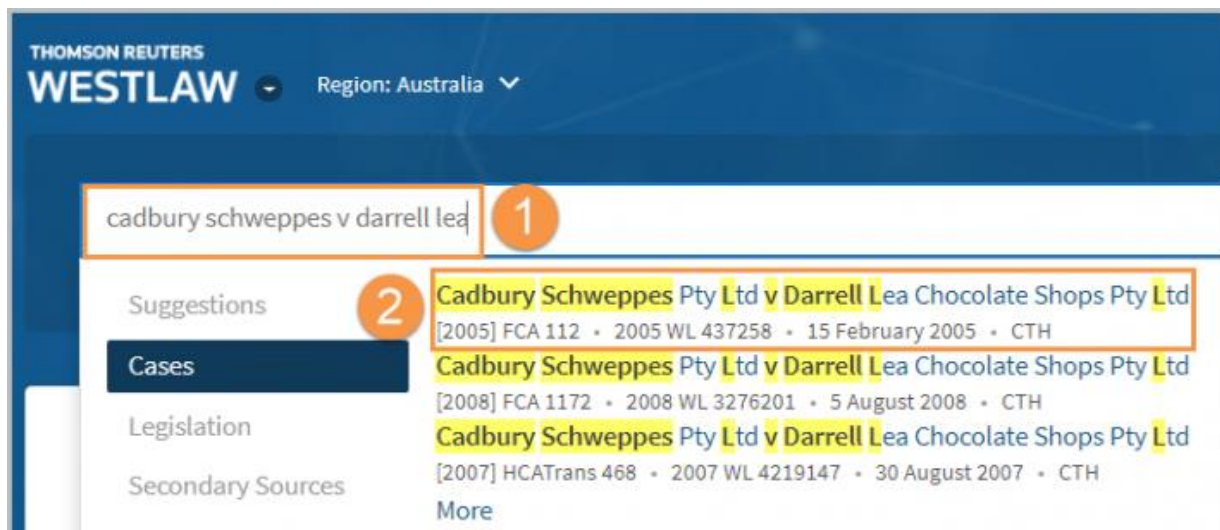 THOMSON REUTERS
WESTLAW
Region: Australia
cadbury schweppes v darrell lea
1
Suggestions
Cases
Legislation
Secondary Sources
2
Cadbury Schweppes Pty Ltd v Darrell Lea Chocolate Shops Pty Ltd
[2005] FCA 112 • 2005 WL 437258 • 15 February 2005 • CTH
Cadbury Schweppes Pty Ltd v Darrell Lea Chocolate Shops Pty Ltd
[2008] FCA 1172 • 2008 WL 3276201 • 5 August 2008 • CTH
Cadbury Schweppes Pty Ltd v Darrell Lea Chocolate Shops Pty Ltd
[2007] HCATrans 468 • 2007 WL 4219147 • 30 August 2007 • CTH
More